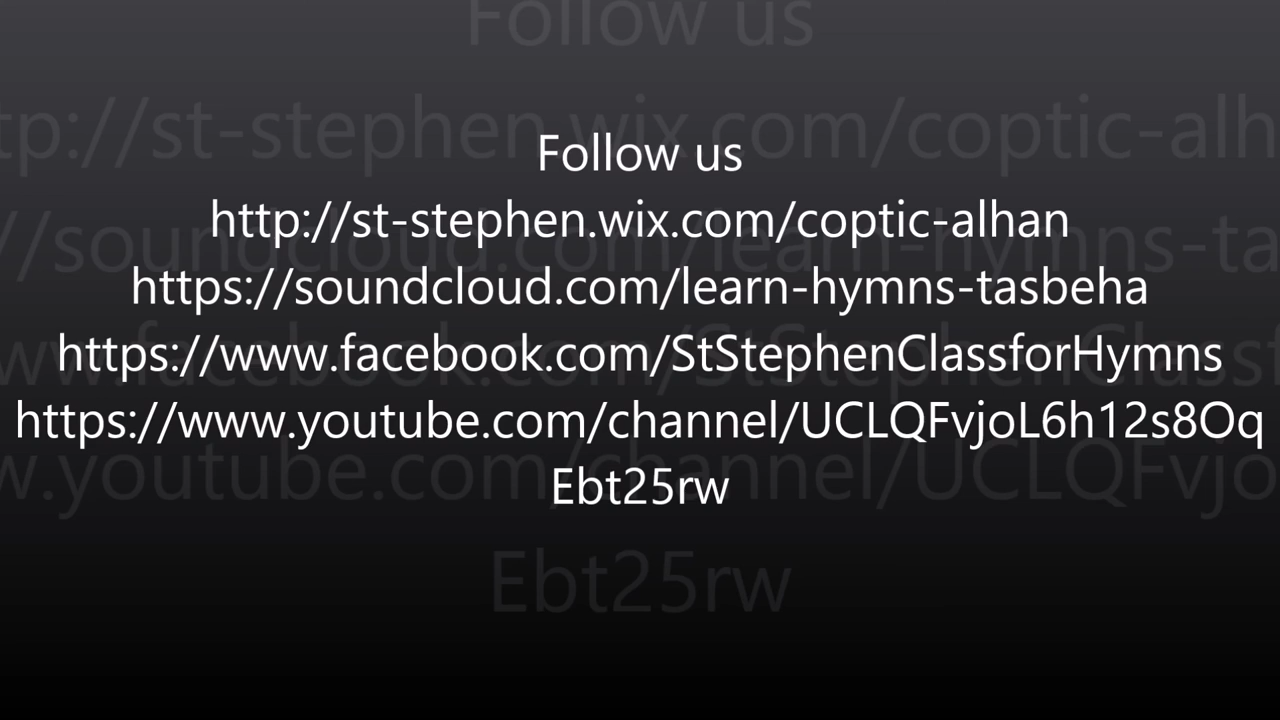 Follow us
http://st-stephen.wix.com/coptic-alhan
https://soundcloud.com/learn-hymns-tasbeha
https://www.facebook.com/StStephenClassforHymns
https://www.youtube.com/channel/UCLQFvjoL6h12s8Oq
Ebt25rw